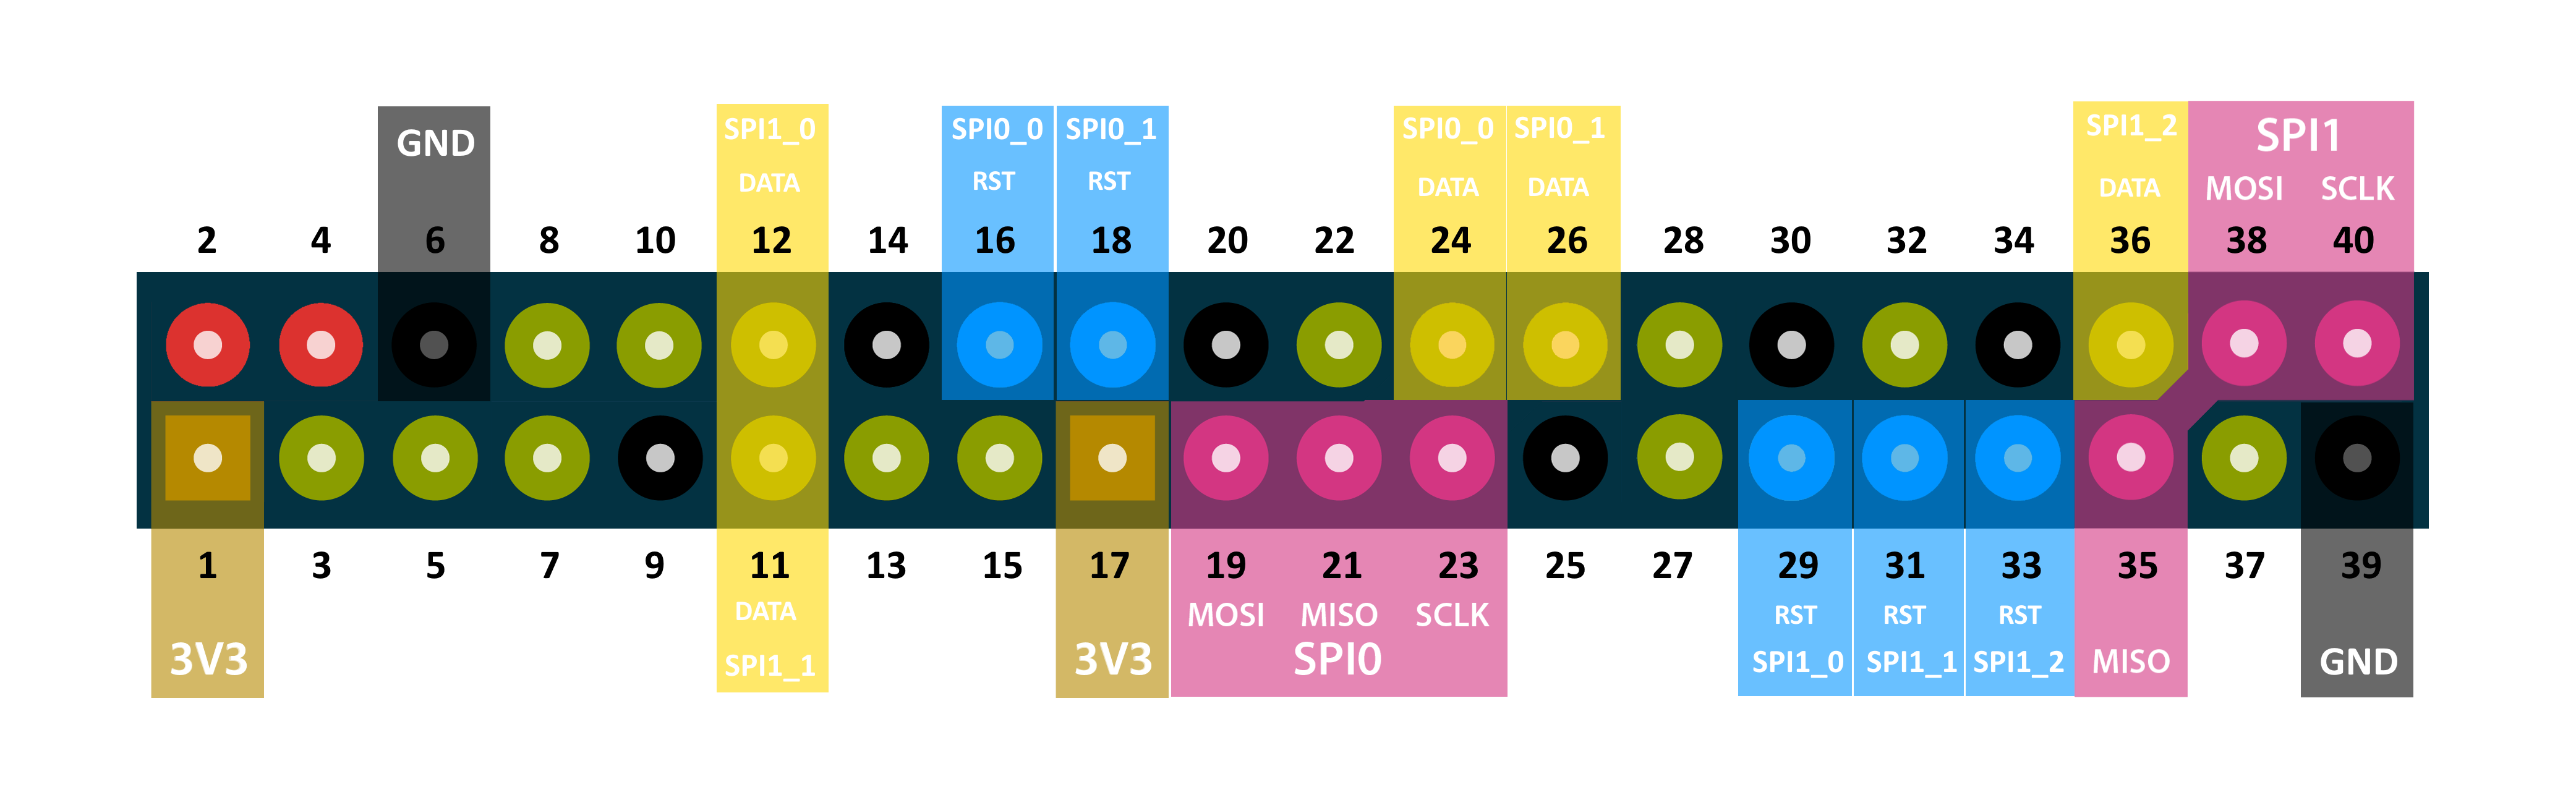 GND
SPI1_0
DATA
SPI0_0
RST
SPI0_1
RST
SPI0_0
DATA
SPI0_1
DATA
SPI1_2
DATA
SPI1
MOSI SCLK
2 4 6 8 10 12 14 16 18 20 22 24 26 28 30 32 34 36 38 40
1 3 5 7 9 11 13 15 17 19 21 23 25 27 29 31 33 35 37 39
3V3
DATA
SPI1_1
3V3
MOSI MISO SCLK
SPI0
RST
SPI1_0
RST
SPI1_1
RST
SPI1_2
MISO
GND